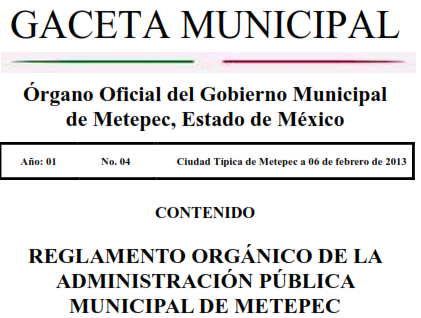 GACETA MUNICIPAL
Órgano Oficial del Gobierno Municipal
de Metepec, Estado de México
Año: 01 No. 04 Ciudad Típica de Metepec a 06 de febrero de 2013
CONTENIDO
REGLAMENTO ORGÁNICO DE LA
ADMINISTRACIÓN PÚBLICA
MUNICIPAL DE METEPEC